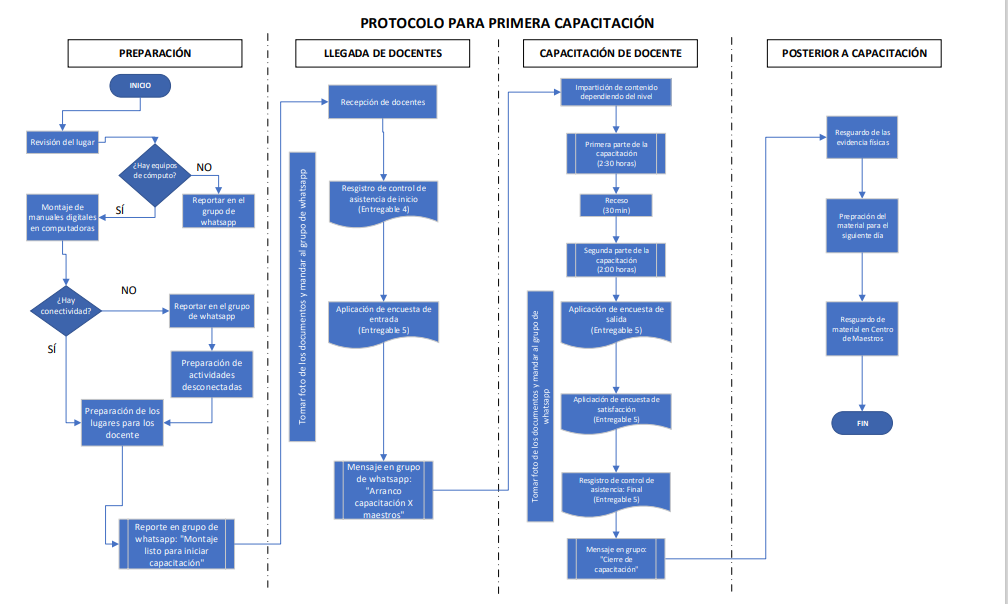 PROTOCOLO PARA PRIMERA CAPACITACIÓN
PREPARACIÓN
INICIO
Revisión del lugar
¿Hay equipos
de cómputo?
NO
Reportar en el
grupo de
whatsapp
SÍ
Montaje de
manuales digitales
en computadoras
¿Hay
conectividad?
NO
Reportar en el grupo
de whatsapp
Preparación de
actividades
desconectadas
SÍ
Preparación de los
lugares para los
docente
Reporte en grupo de
whatsapp: "Montaje
listo para iniciar
capacitación"
LLEGADA DE DOCENTES
Recepción de docentes
Tomar foto de los documentos y mandar al grupo de whatsapp
Resgistro de control de
asistencia de inicio
(Entregable 4)
Aplicación de encuesta de
entrada
(Entregable 5)
Mensaje en grupo
de whatsapp:
"Arranco
capacitación X
maestros"
CAPACITACIÓN DE DOCENTE
Impartición de contenido
dependiendo del nivel
Primera parte de la
capacitación
(2:30 horas)
Receso
(30 min)
Segunda parte de la
capacitación
(2:00 horas)
Tomar foto de los documentos y mandar al grupo de
whatsapp
Aplicación de encuesta de
salida
(Entregable 5)
Apliciación de encuesta de
satisfacción
(Entregable 5)
Resgistro de control de
asistencia: Final
(Entregable 5)
Mensaje en grupo:
"Cierre de
capacitación"
POSTERIOR A CAPACITACIÓN
Resguardo de las
evidencia físicas
Prepración del
material para el
siguiente día
Resguardo de
material en Centro
de Maestros
FIN